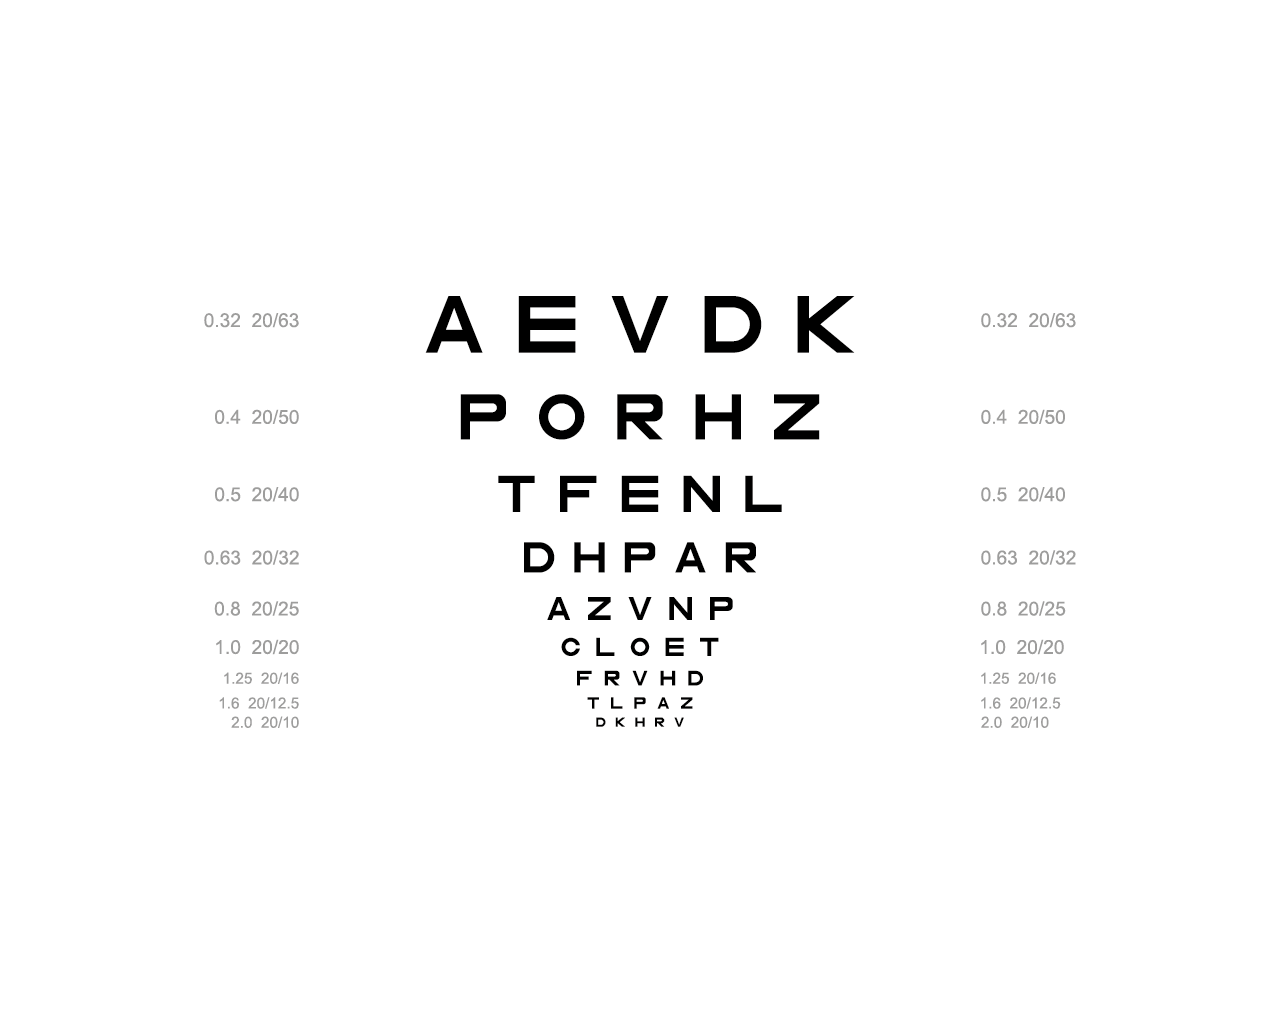 0.32 20/63 A E V D K 0.32 20/63
0.4 20/50 P O R H Z 0.4 20/50
0.5 20/40 T F E N L 0.5 20/40
0.63 20/32 D H P A R 0.63 20/32
0.8 20/25 A Z V N P 0.8 20/25
1.0 20/20 C L O E T 1.0 20/20
1.25 20/16 F R V H D 1.25 20/16
1.6 20/12.5 T L P A Z 1.6 20/12.5
2.0 20/10 D K H R V 2.0 20/10